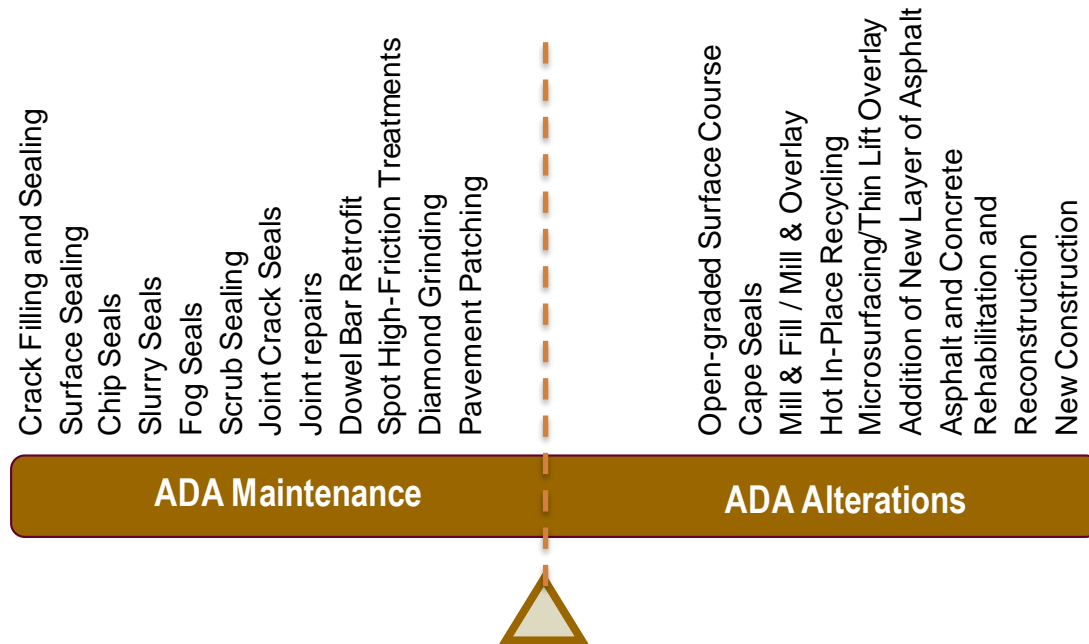 Crack Filling and Sealing
Surface Sealing
Chip Seals
Slurry Seals
Fog Seals
Scrub Sealing
Joint Crack Seals
Joint repairs
Dowel Bar Retrofit
Spot High-Friction Treatments
Diamond Grinding
Pavement Patching
Open-graded Surface Course
Cape Seals
Mill & Fill / Mill & Overlay
Hot In-Place Recycling
Microsurfacing/Thin Lift Overlay
Addition of New Layer of Asphalt
Asphalt and Concrete
Rehabilitation and
Reconstruction
New Construction
ADA Maintenance
ADA Alterations